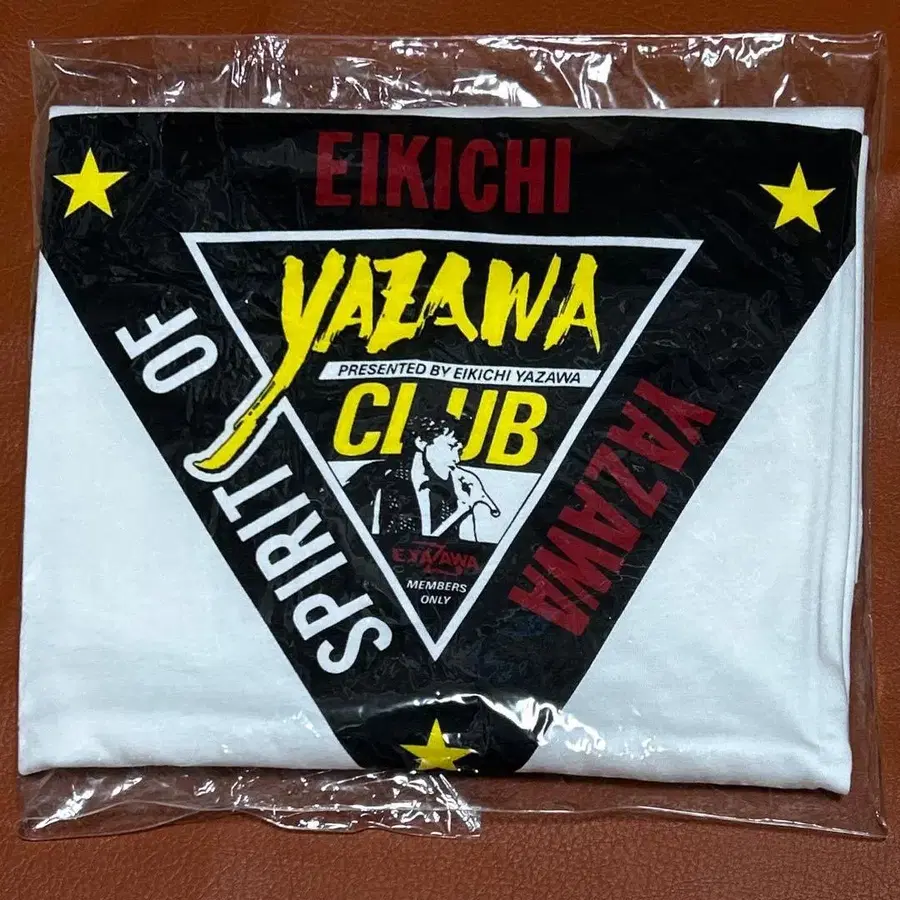 EIKICHI
SPIRIT OF
YAZAWA
YAZAWA
PRESENTED BY EIKICHI YAZAWA
CLUB
E.YAZAWA
MEMBERS
ONLY